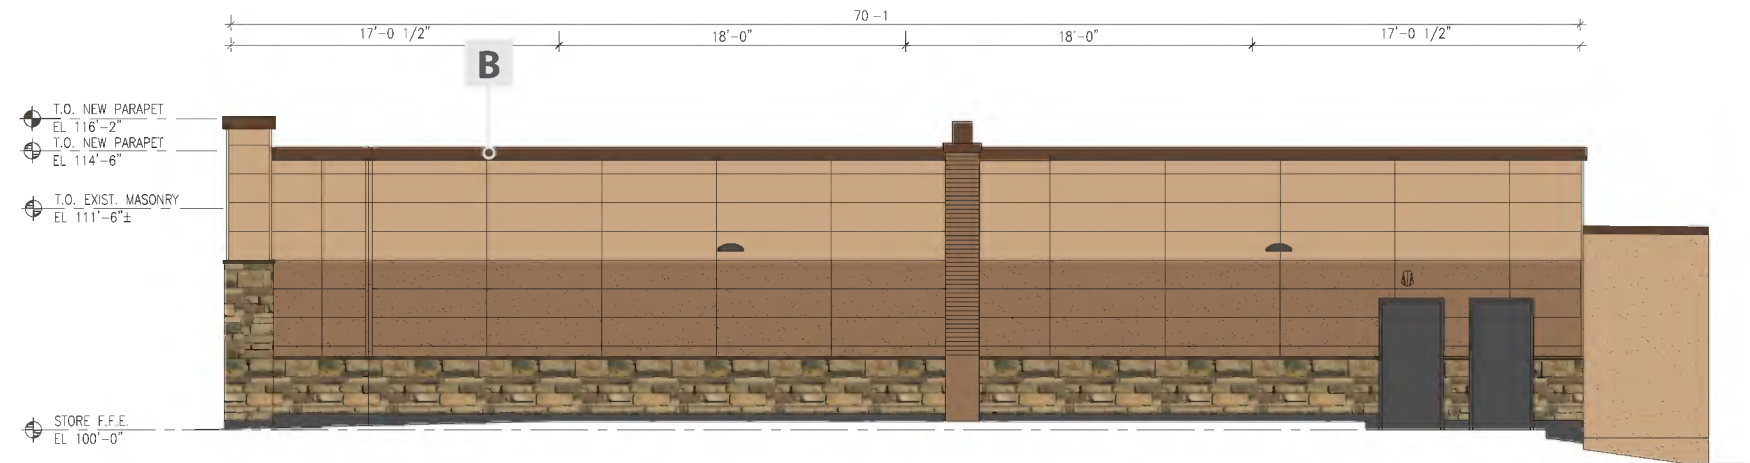 70-1
17'-0 1/2"
18'-0"
18'-0"
17'-0 1/2"
B
T.O. NEW PARAPET
EL 116'-2"
T.O. NEW PARAPET
EL 114'-6"
T.O. EXIST. MASONRY
EL 111'-6"±
STORE F.F.E.
EL 100'-0"